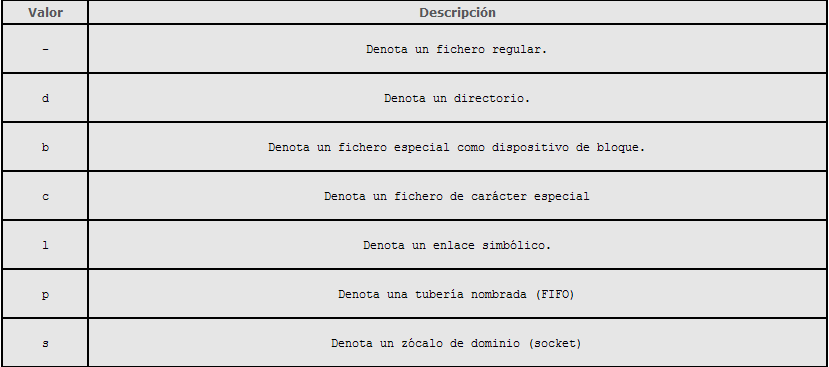 Valor Descripción
- Denota un fichero regular.
d Denota un directorio.
b Denota un fichero especial como dispositivo de bloque.
c Denota un fichero de carácter especial
l Denota un enlace simbólico.
p Denota una tubería nombrada (FIFO)
s Denota un zócalo de dominio (socket)